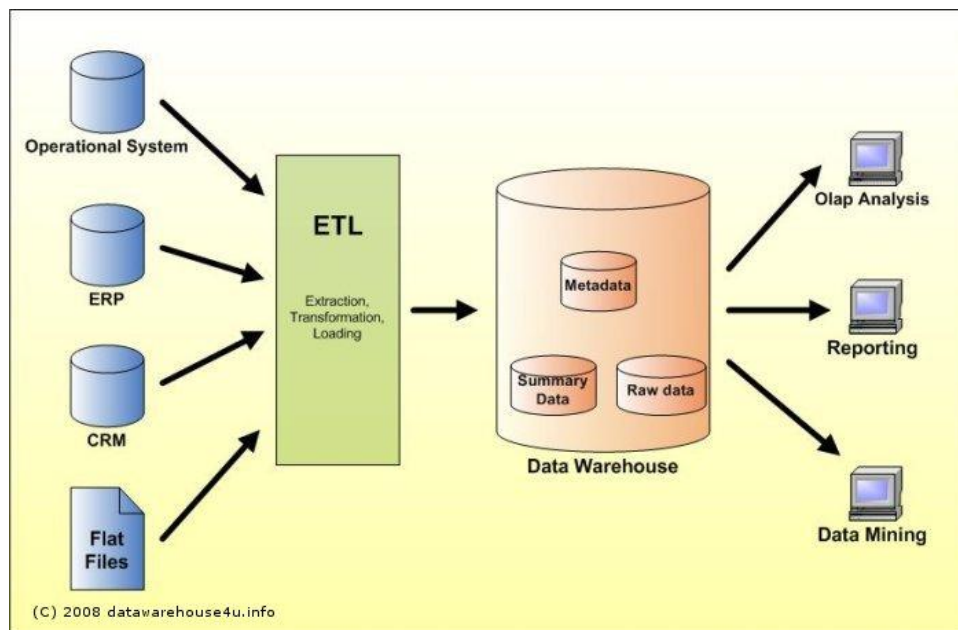 Operational System
ERP
CRM
Flat
Files
ETL
Extraction,
Transformation,
Loading
Metadata
Summary
Data
Raw data
Data Warehouse
Olap Analysis
Reporting
Data Mining
(C) 2008 datawarehouse4u.info